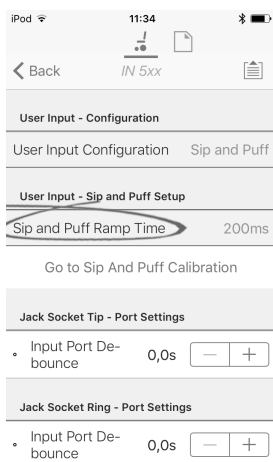 iPod 11:34
Back IN 5xx
User Input - Configuration
User Input Configuration Sip and Puff
User Input - Sip and Puff Setup
Sip and Puff Ramp Time 200ms
Go to Sip And Puff Calibration
Jack Socket Tip - Port Settings
Input Port De-
bounce 0,0s — +
Jack Socket Ring - Port Settings
Input Port De-
bounce 0,0s — +